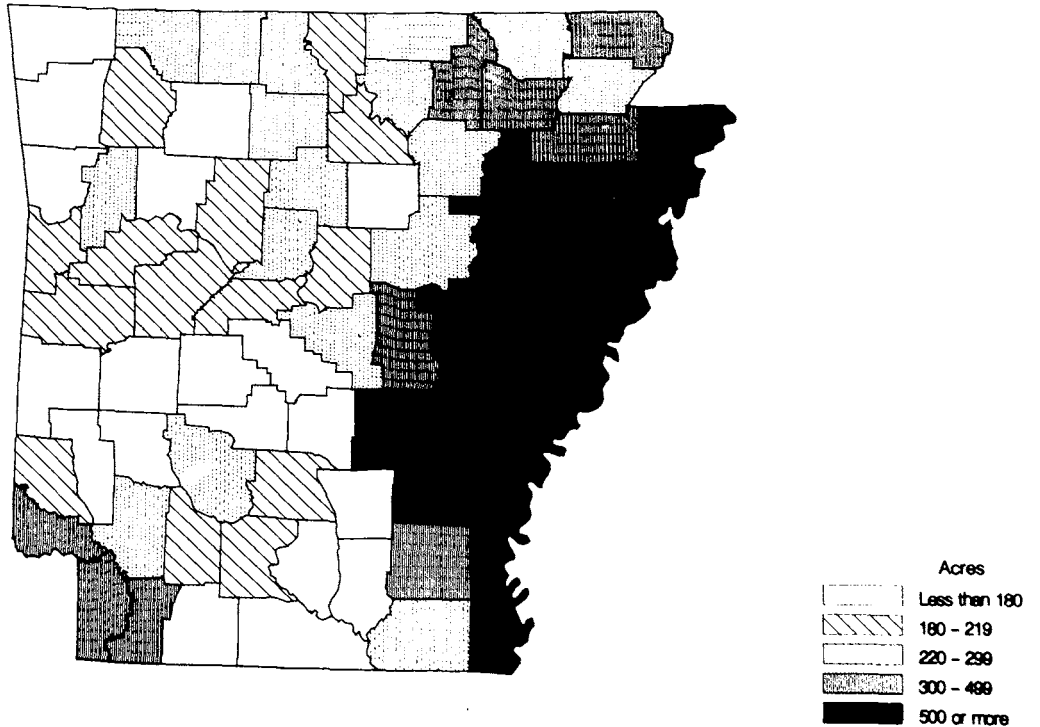 Acres
Less than 180
180 - 219
220 - 299
300 - 499
500 or more